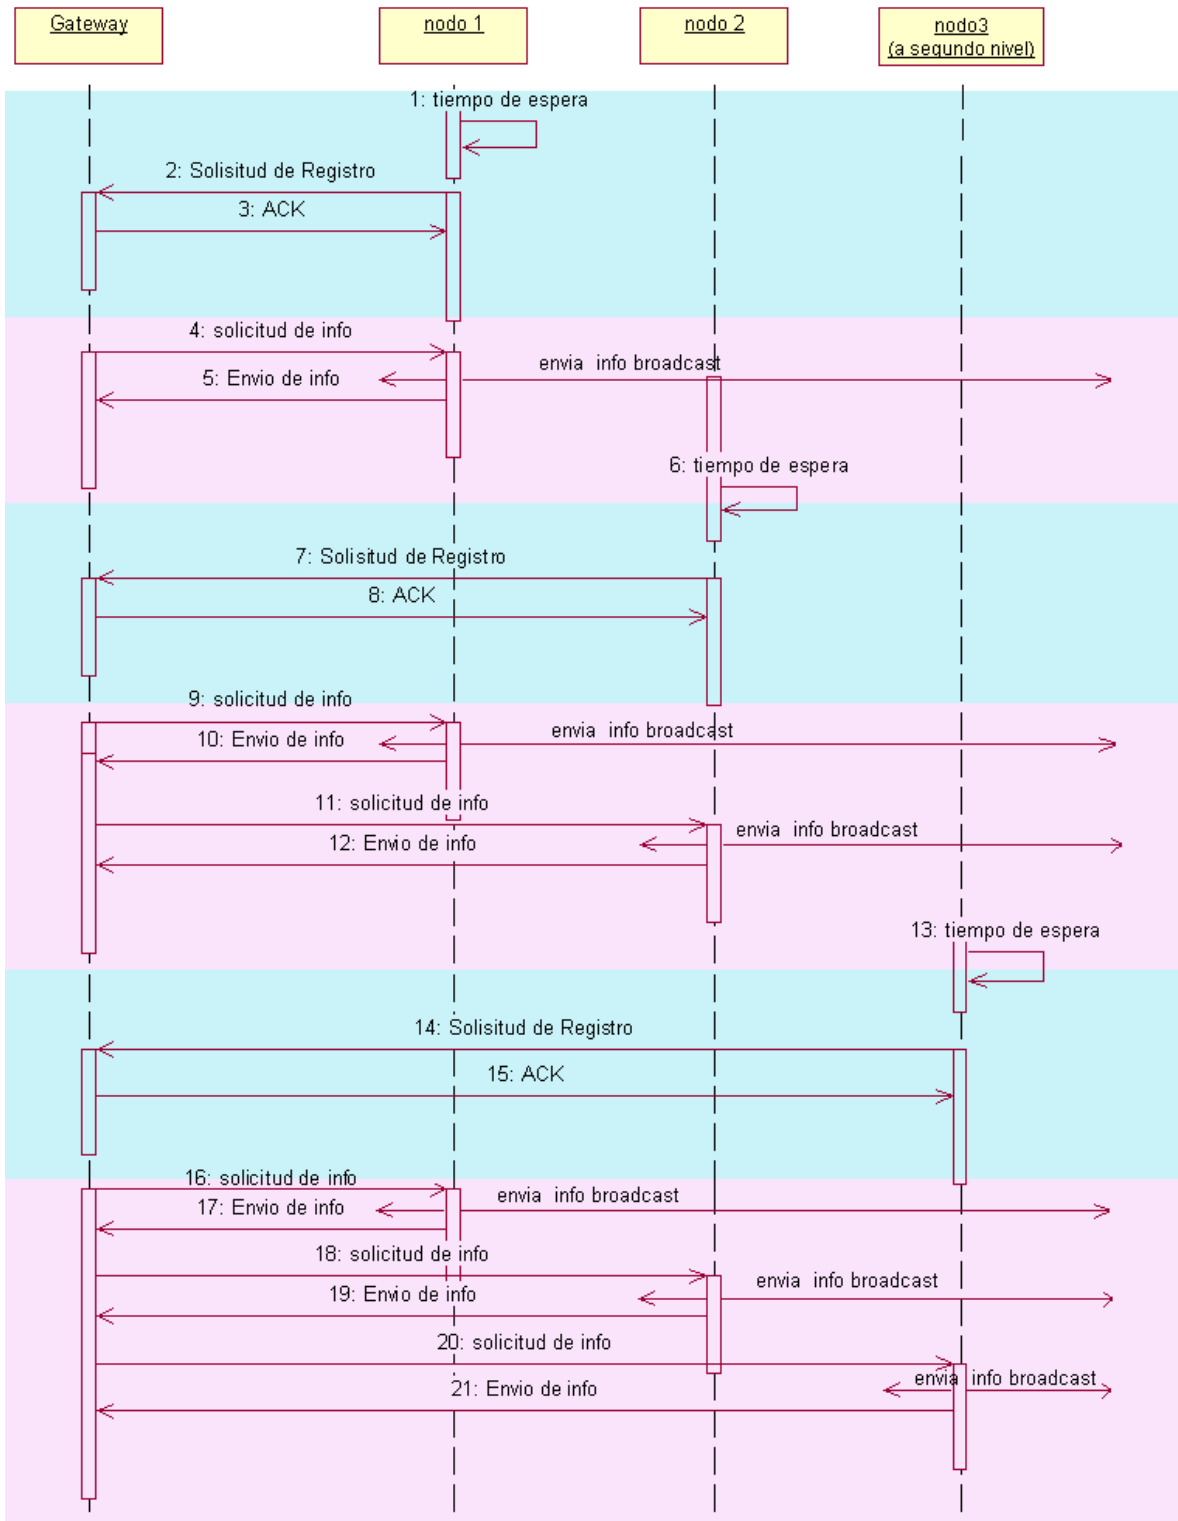 Gateway
nodo 1
nodo 2
nodo3
(a segundo nivel)
1: tiempo de espera
2: Solisitud de Registro
3: ACK
4: solicitud de info
envia info broadcast
5: Envio de info
6: tiempo de espera
7: Solisitud de Registro
8: ACK
9: solicitud de info
envia info broadcast
10: Envio de info
11: solicitud de info
envia info broadcast
12: Envio de info
13: tiempo de espera
14: Solisitud de Registro
15: ACK
16: solicitud de info
envia info broadcast
17: Envio de info
18: solicitud de info
envia info broadcast
19: Envio de info
20: solicitud de info
envia info broadcast
21: Envio de info